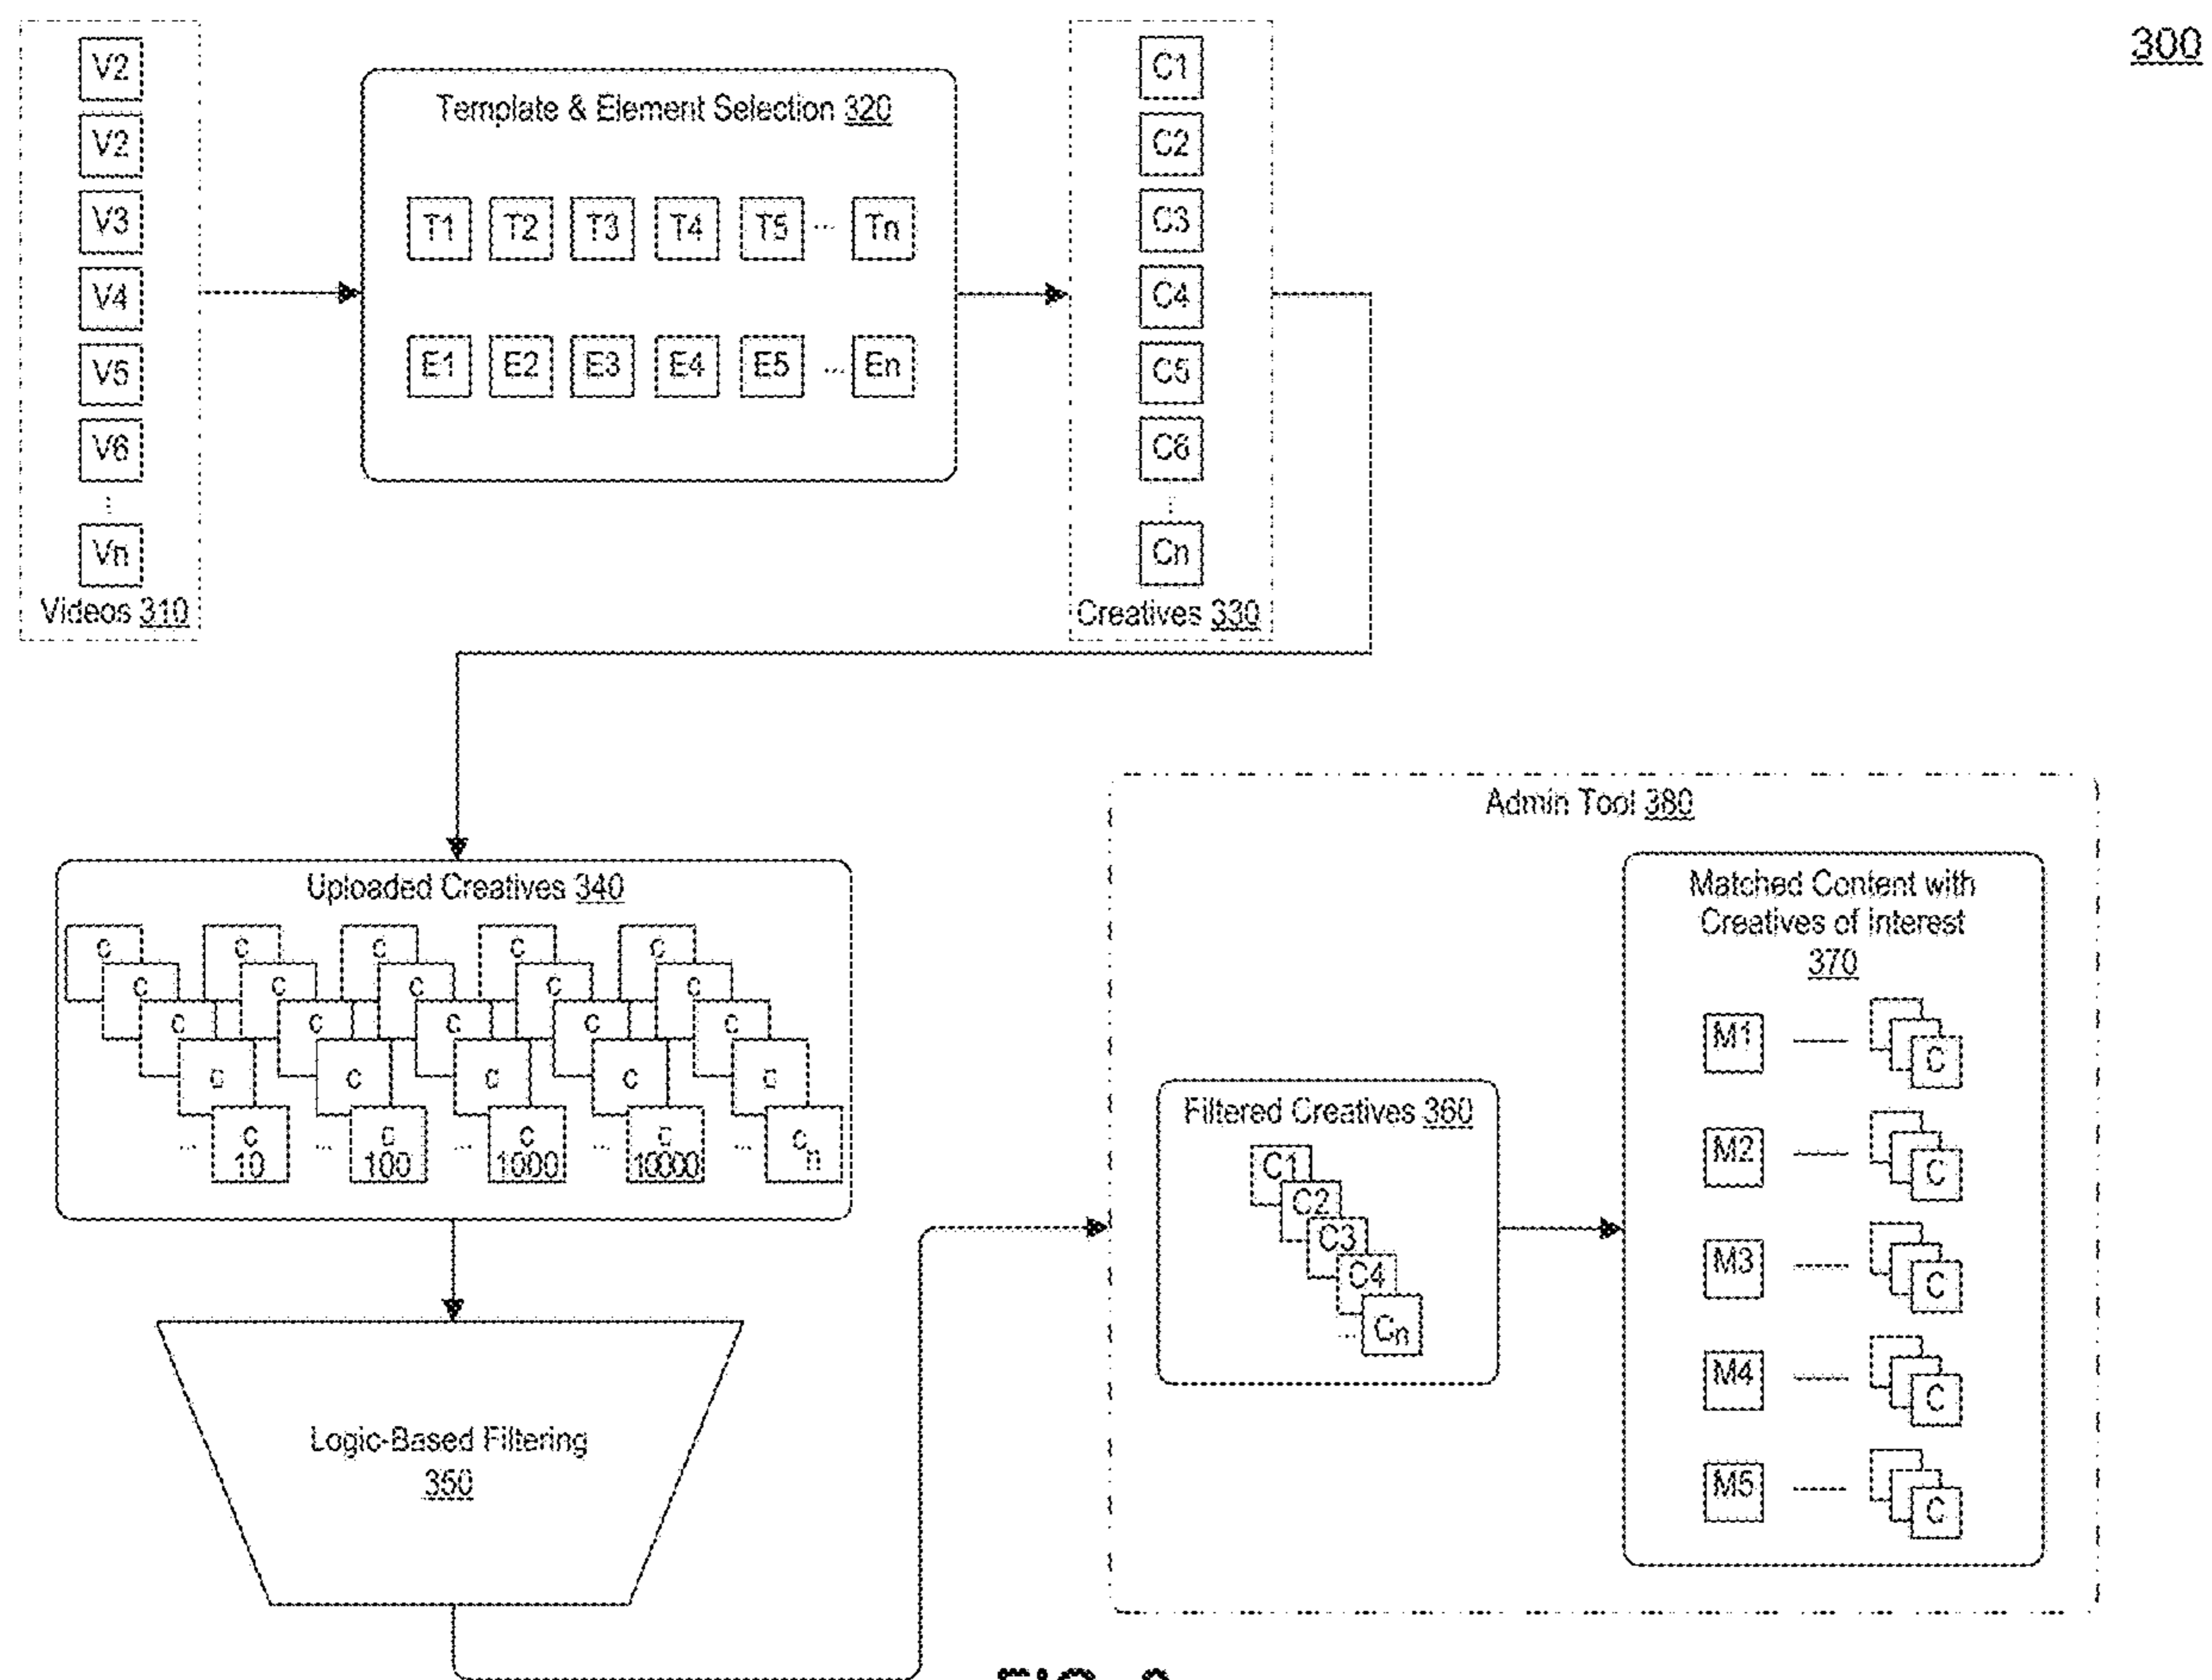 300
V2
V2
V3
V4
V5
V6
⋮
Vn
Videos 310
Template & Element Selection 320
T1 T2 T3 T4 T5 ... Tn
E1 E2 E3 E4 E5 ... En
C1
C2
C3
C4
C5
C6
⋮
Cn
Creatives 330
Uploaded Creatives 340
c c c c c
c c c c c
c c c c c
c c c c c
... c ... c ... c ... c ... c
10 100 1000 10000 n
Logic-Based Filtering
350
Admin Tool 380
Filtered Creatives 360
C1
C2
C3
C4
... Cn
Matched Content with
Creatives of Interest
370
M1 C
M2 C
M3 C
M4 C
M5 C